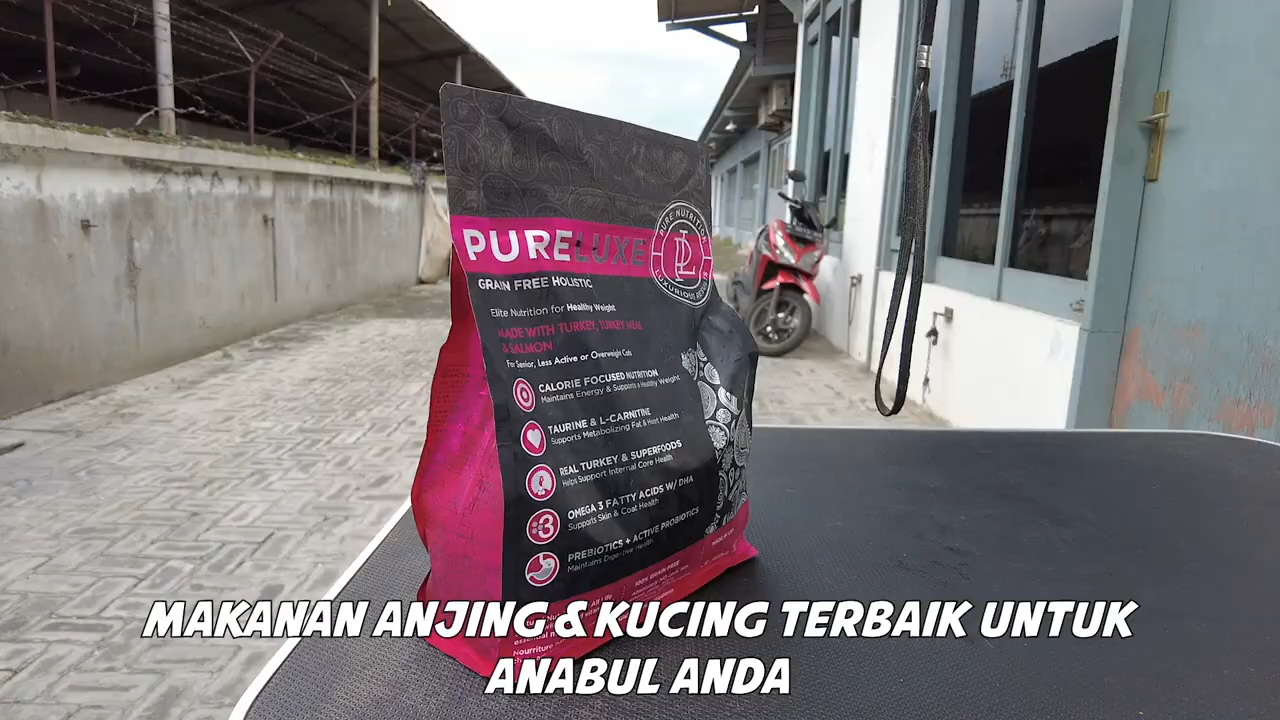 PURELUXE
PURE NUTRITION
PL
GRAIN FREE HOLISTIC
Elite Nutrition for Healthy Weight
MADE WITH TURKEY, TURKEY MEAL
& SALMON
For Senior, Less Active or Overweight Cats
CALORIE FOCUSED NUTRITION
Maintains Energy & Supports a Healthy Weight
TAURINE & L-CARNITINE
Supports Metabolizing Fat & Heart Health
REAL TURKEY & SUPERFOODS
Helps Support Internal Core Health
OMEGA 3 FATTY ACIDS W/ DHA
Supports Skin & Coat Health
3
PREBIOTICS + ACTIVE PROBIOTICS
Maintains Digestive Health
100% GRAIN FREE
MAKANAN ANJING & KUCING TERBAIK UNTUK
ANABUL ANDA